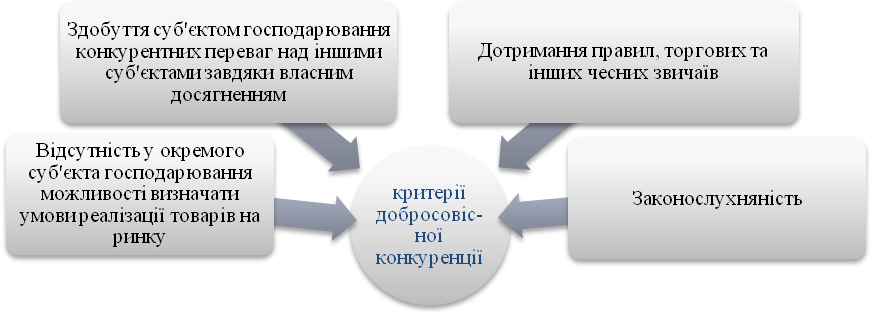 Здобуття суб'єктом господарювання
конкурентних переваг над іншими
суб'єктами завдяки власним
досягненням
Дотримання правил, торгових та
інших чесних звичаїв
Відсутність у окремого
суб'єкта господарювання
можливості визначати
умови реалізації товарів на
ринку
критерії
добросовіс-
ної
конкуренції
Законослухняність